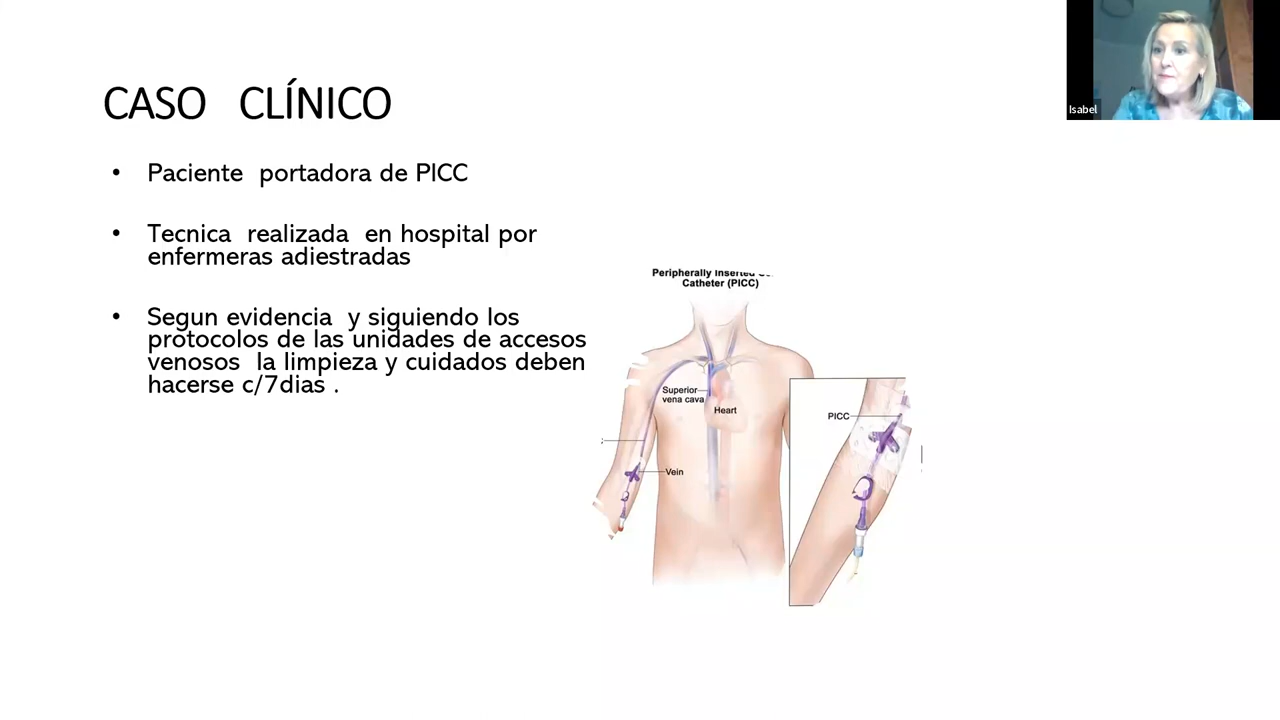 CASO CLÍNICO
• Paciente portadora de PICC
• Tecnica realizada en hospital por
enfermeras adiestradas
• Segun evidencia y siguiendo los
protocolos de las unidades de accesos
venosos la limpieza y cuidados deben
hacerse c/7dias .
Peripherally Inserted
Catheter (PICC)
Superior
vena cava
Heart
Vein
PICC
Isabel